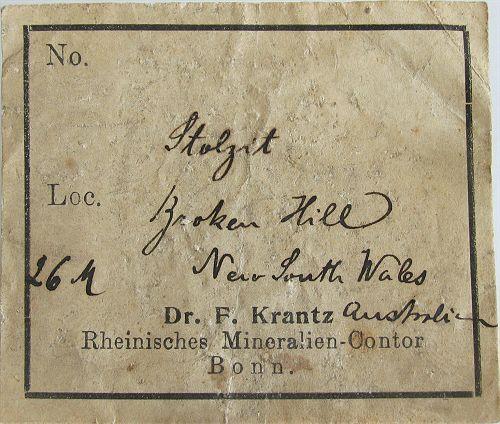 No.
Stolzit
Loc.
Broken Hill
26 M
New South Wales
Australien
Dr. F. Krantz
Rheinisches Mineralien-Contor
Bonn.